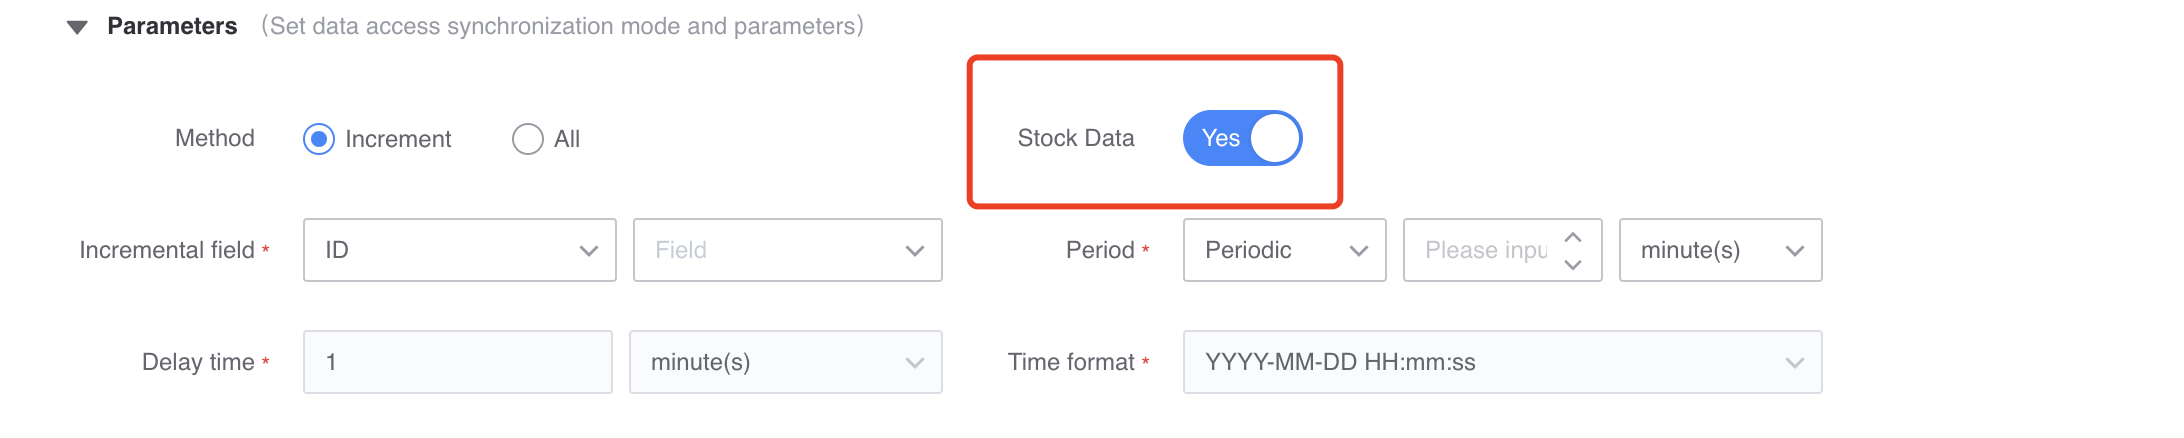 Parameters (Set data access synchronization mode and parameters)
Method Increment All Stock Data Yes
Incremental field * ID Field Period * Periodic Please inpu minute(s)
Delay time * 1 minute(s) Time format * YYYY-MM-DD HH:mm:ss